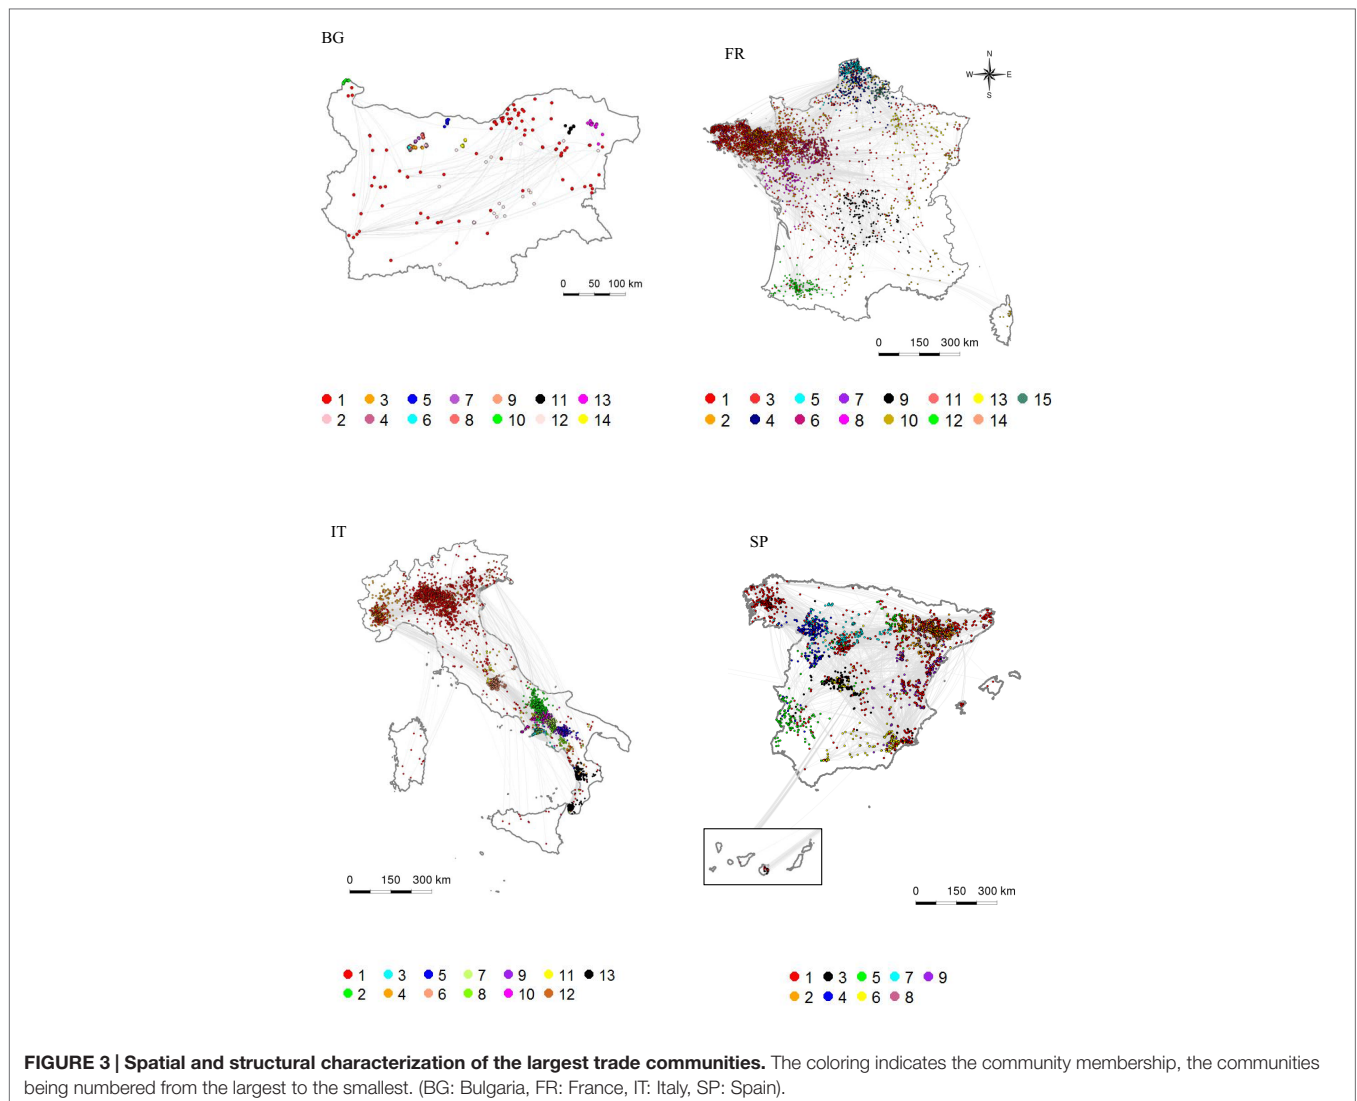 BG
FR
N
W E
S
0 50 100 km
0 150 300 km
1 3 5 7 9 11 13
2 4 6 8 10 12 14
1 3 5 7 9 11 13 15
2 4 6 8 10 12 14
IT
SP
0 150 300 km
0 150 300 km
1 3 5 7 9 11 13
2 4 6 8 10 12
1 3 5 7 9
2 4 6 8
FIGURE 3 | Spatial and structural characterization of the largest trade communities. The coloring indicates the community membership, the communities
being numbered from the largest to the smallest. (BG: Bulgaria, FR: France, IT: Italy, SP: Spain).